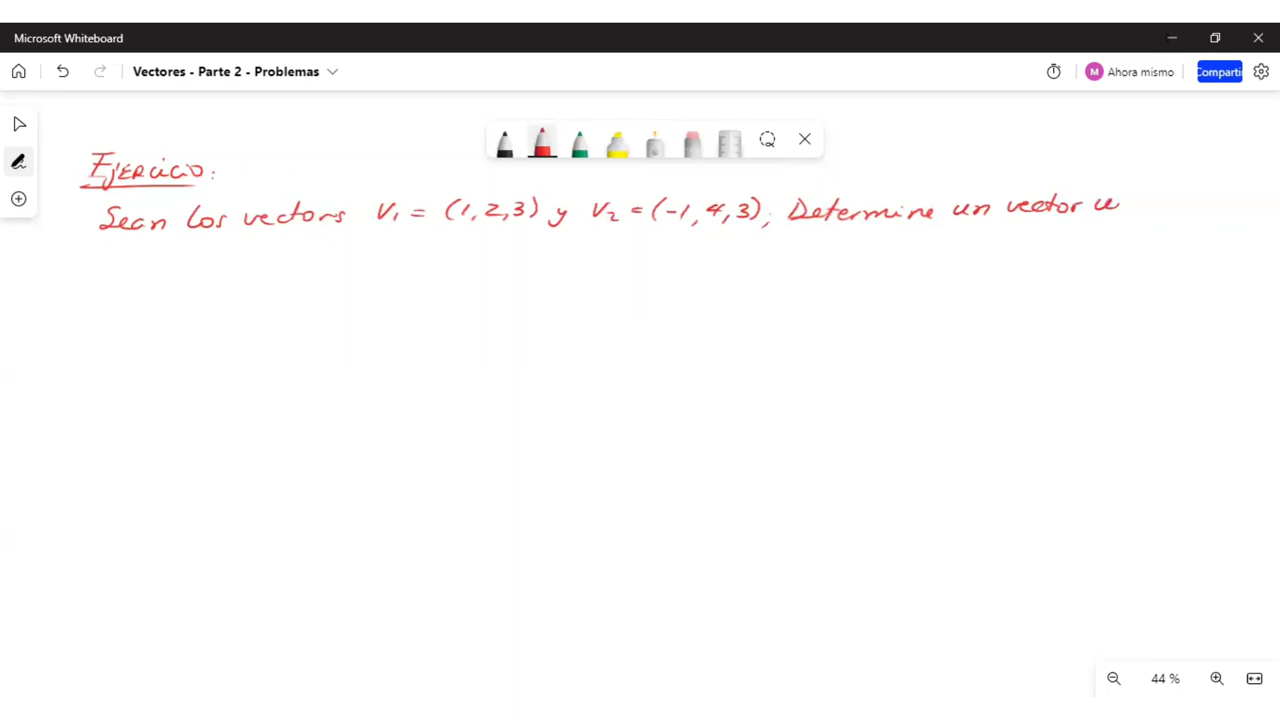 Microsoft Whiteboard
Vectores - Parte 2 - Problemas
M Ahora mismo
Comparti
Ejercicio:
Sean los vectors V₁ = (1, 2, 3) y V₂ = (-1, 4, 3); Determine un vector u
44 %